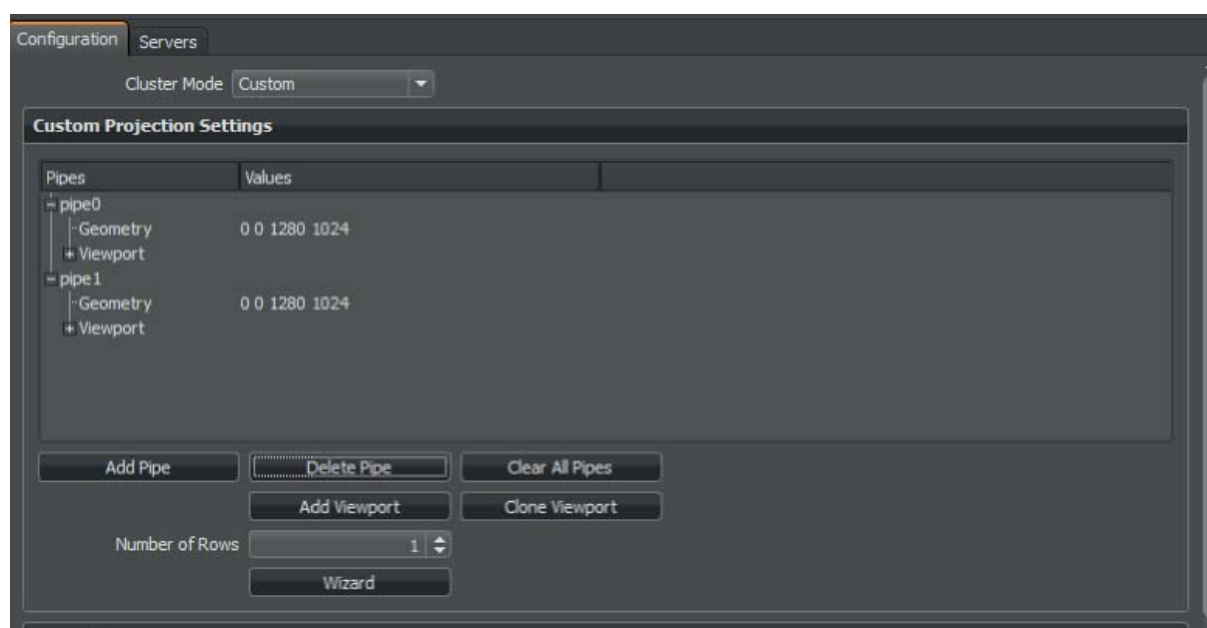 Configuration Servers
Cluster Mode Custom
Custom Projection Settings
Pipes Values
pipe0
Geometry 0 0 1280 1024
Viewport
pipe1
Geometry 0 0 1280 1024
Viewport
Add Pipe Delete Pipe Clear All Pipes
Add Viewport Clone Viewport
Number of Rows 1
Wizard